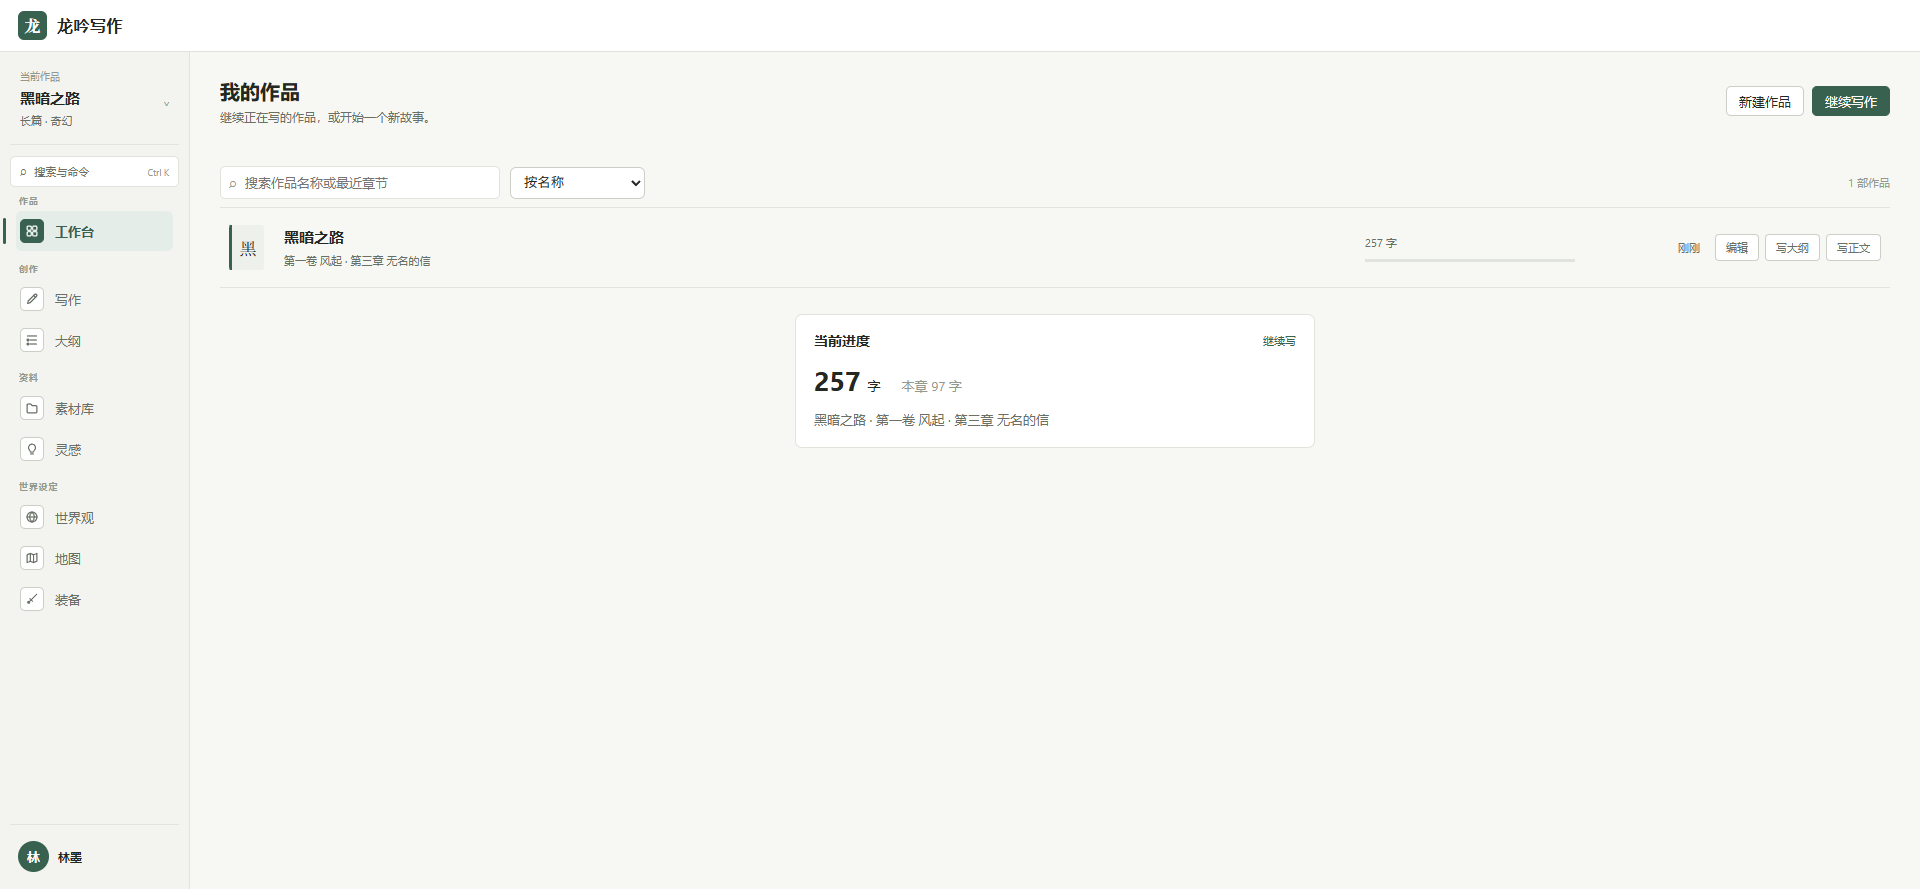 龙 龙吟写作
当前作品
黑暗之路
长篇 · 奇幻
搜索与命令 Ctrl K
作品
工作台
创作
写作
大纲
资料
素材库
灵感
世界设定
世界观
地图
装备
林 林墨
我的作品
继续正在写的作品，或开始一个新故事。
新建作品 继续写作
搜索作品名称或最近章节 按名称 1 部作品
黑 黑暗之路
第一卷 风起 · 第三章 无名的信
257 字
刚刚 编辑 写大纲 写正文
当前进度 继续写
257 字 本章 97 字
黑暗之路 · 第一卷 风起 · 第三章 无名的信